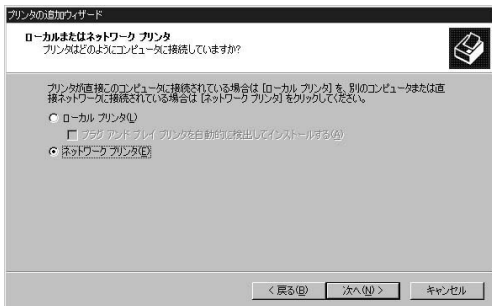 プリンタの追加ウィザード
ローカルまたはネットワーク プリンタ
プリンタはどのようにコンピュータに接続していますか?
プリンタが直接このコンピュータに接続されている場合は [ローカル プリンタ] を、別のコンピュータまたは直
接ネットワークに接続されている場合は [ネットワーク プリンタ] をクリックしてください。
ローカル プリンタ(L)
プラグ アンド プレイ プリンタを自動的に検出してインストールする(A)
ネットワーク プリンタ(E)
< 戻る(B)
次へ(N) >
キャンセル